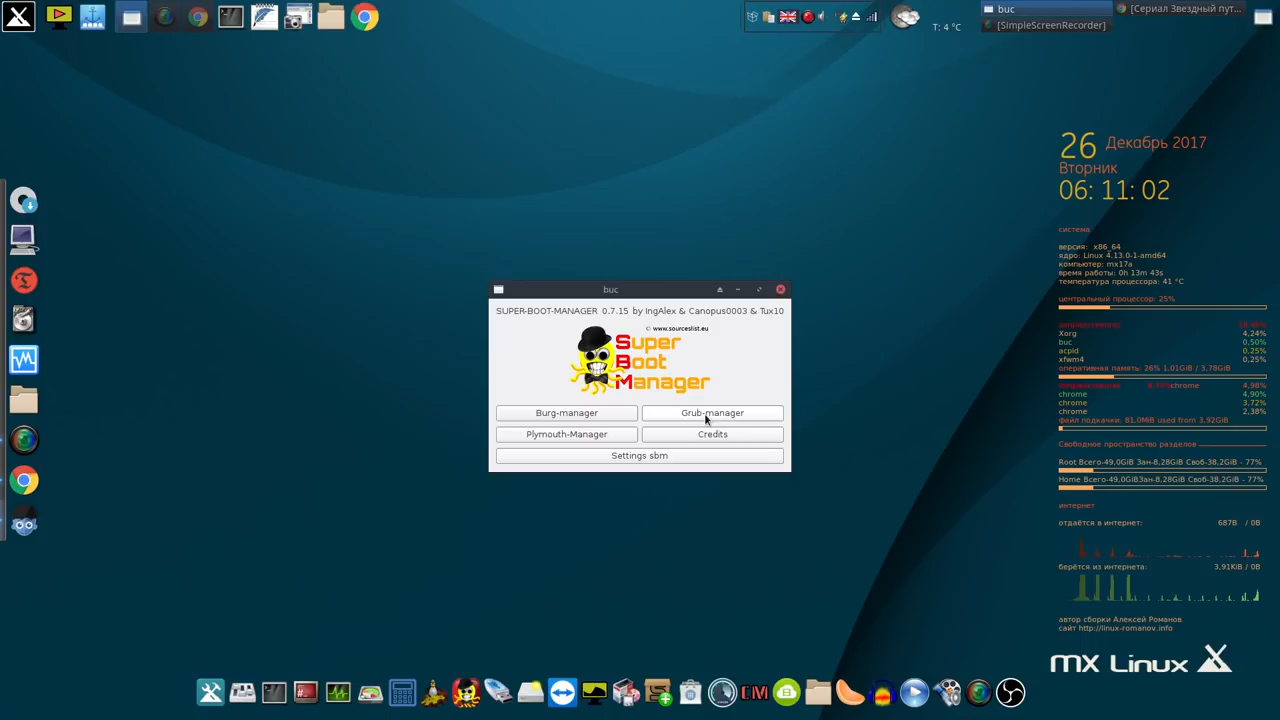 T: 4 °C
buc
[Сериал Звездный пут...
[SimpleScreenRecorder]
26 Декабрь 2017
Вторник
06: 11: 02
система
версия: x86_64
ядро: Linux 4.13.0-1-amd64
компьютер: mx17a
время работы: 0h 13m 43s
температура процессора: 41 °C
центральный процессор: 25%
Xorg 4,24%
buc 0,50%
acpid 0,25%
xfwm4 0,25%
оперативная память: 26% 1,01GiB / 3,78GiB
chrome 4,98%
chrome 4,90%
chrome 3,72%
chrome 2,38%
файл подкачки: 81,0MiB used from 3,92GiB
Свободное пространство разделов
Root Всего-49,0GiB Зан-8,28GiB Своб-38,2GiB - 77%
Home Всего-49,0GiBЗан-8,28GiB Своб-38,2GiB - 77%
интернет
отдаётся в интернет: 687B / 0B
берётся из интернета: 3,91KiB / 0B
автор сборки Алексей Романов
сайт http://linux-romanov.info
MX Linux
buc
SUPER-BOOT-MANAGER 0.7.15 by IngAlex & Canopus0003 & Tux10
© www.sourceslist.eu
Super
Boot
Manager
Burg-manager
Grub-manager
Plymouth-Manager
Credits
Settings sbm